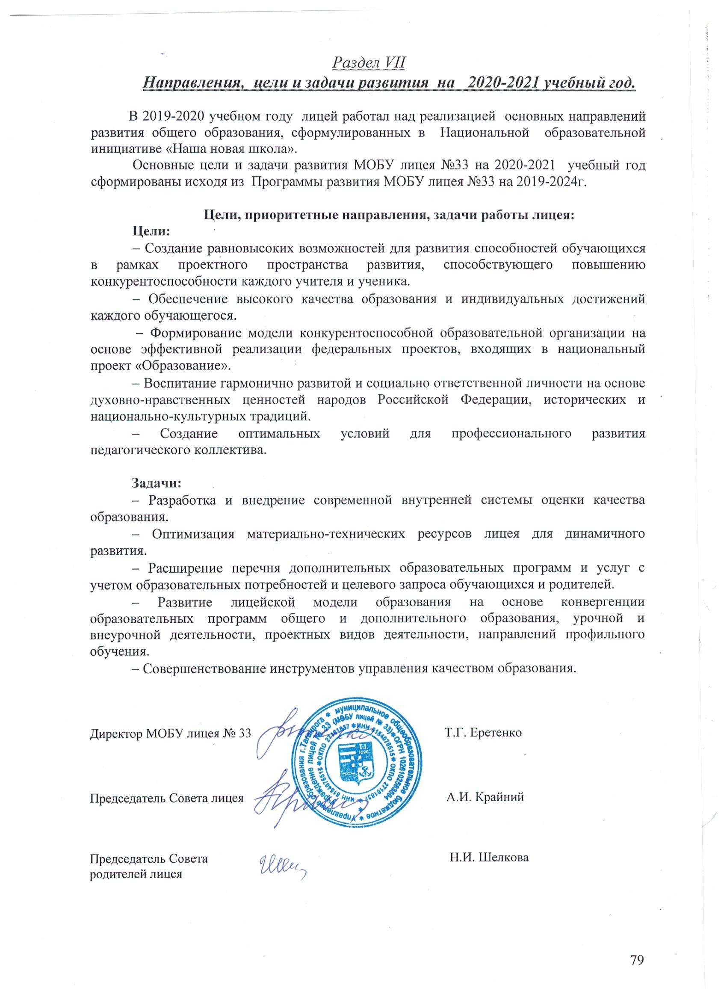 Раздел VII
Направления, цели и задачи развития на 2020-2021 учебный год.
В 2019-2020 учебном году лицей работал над реализацией основных направлений
развития общего образования, сформулированных в Национальной образовательной
инициативе «Наша новая школа».
Основные цели и задачи развития МОБУ лицея №33 на 2020-2021 учебный год
сформированы исходя из Программы развития МОБУ лицея №33 на 2019-2024г.
Цели, приоритетные направления, задачи работы лицея:
Цели:
– Создание равновысоких возможностей для развития способностей обучающихся
в рамках проектного пространства развития, способствующего повышению
конкурентоспособности каждого учителя и ученика.
– Обеспечение высокого качества образования и индивидуальных достижений
каждого обучающегося.
– Формирование модели конкурентоспособной образовательной организации на
основе эффективной реализации федеральных проектов, входящих в национальный
проект «Образование».
– Воспитание гармонично развитой и социально ответственной личности на основе
духовно-нравственных ценностей народов Российской Федерации, исторических и
национально-культурных традиций.
– Создание оптимальных условий для профессионального развития
педагогического коллектива.
Задачи:
– Разработка и внедрение современной внутренней системы оценки качества
образования.
– Оптимизация материально-технических ресурсов лицея для динамичного
развития.
– Расширение перечня дополнительных образовательных программ и услуг с
учетом образовательных потребностей и целевого запроса обучающихся и родителей.
– Развитие лицейской модели образования на основе конвергенции
образовательных программ общего и дополнительного образования, урочной и
внеурочной деятельности, проектных видов деятельности, направлений профильного
обучения.
– Совершенствование инструментов управления качеством образования.
Директор МОБУ лицея № 33 Т.Г. Еретенко
муниципальное общеобразовательное бюджетное * Управление образования г.Таганрога *
учреждение лицей № 33 (МОБУ лицей № 33)*ОГРН 1026102583594 *
ИНН 6154076515* ОКПО 27161837 * ИНН 6154076515 *ОКПО 27161837 *
1698
Председатель Совета лицея А.И. Крайний
Председатель Совета Н.И. Шелкова
родителей лицея
79